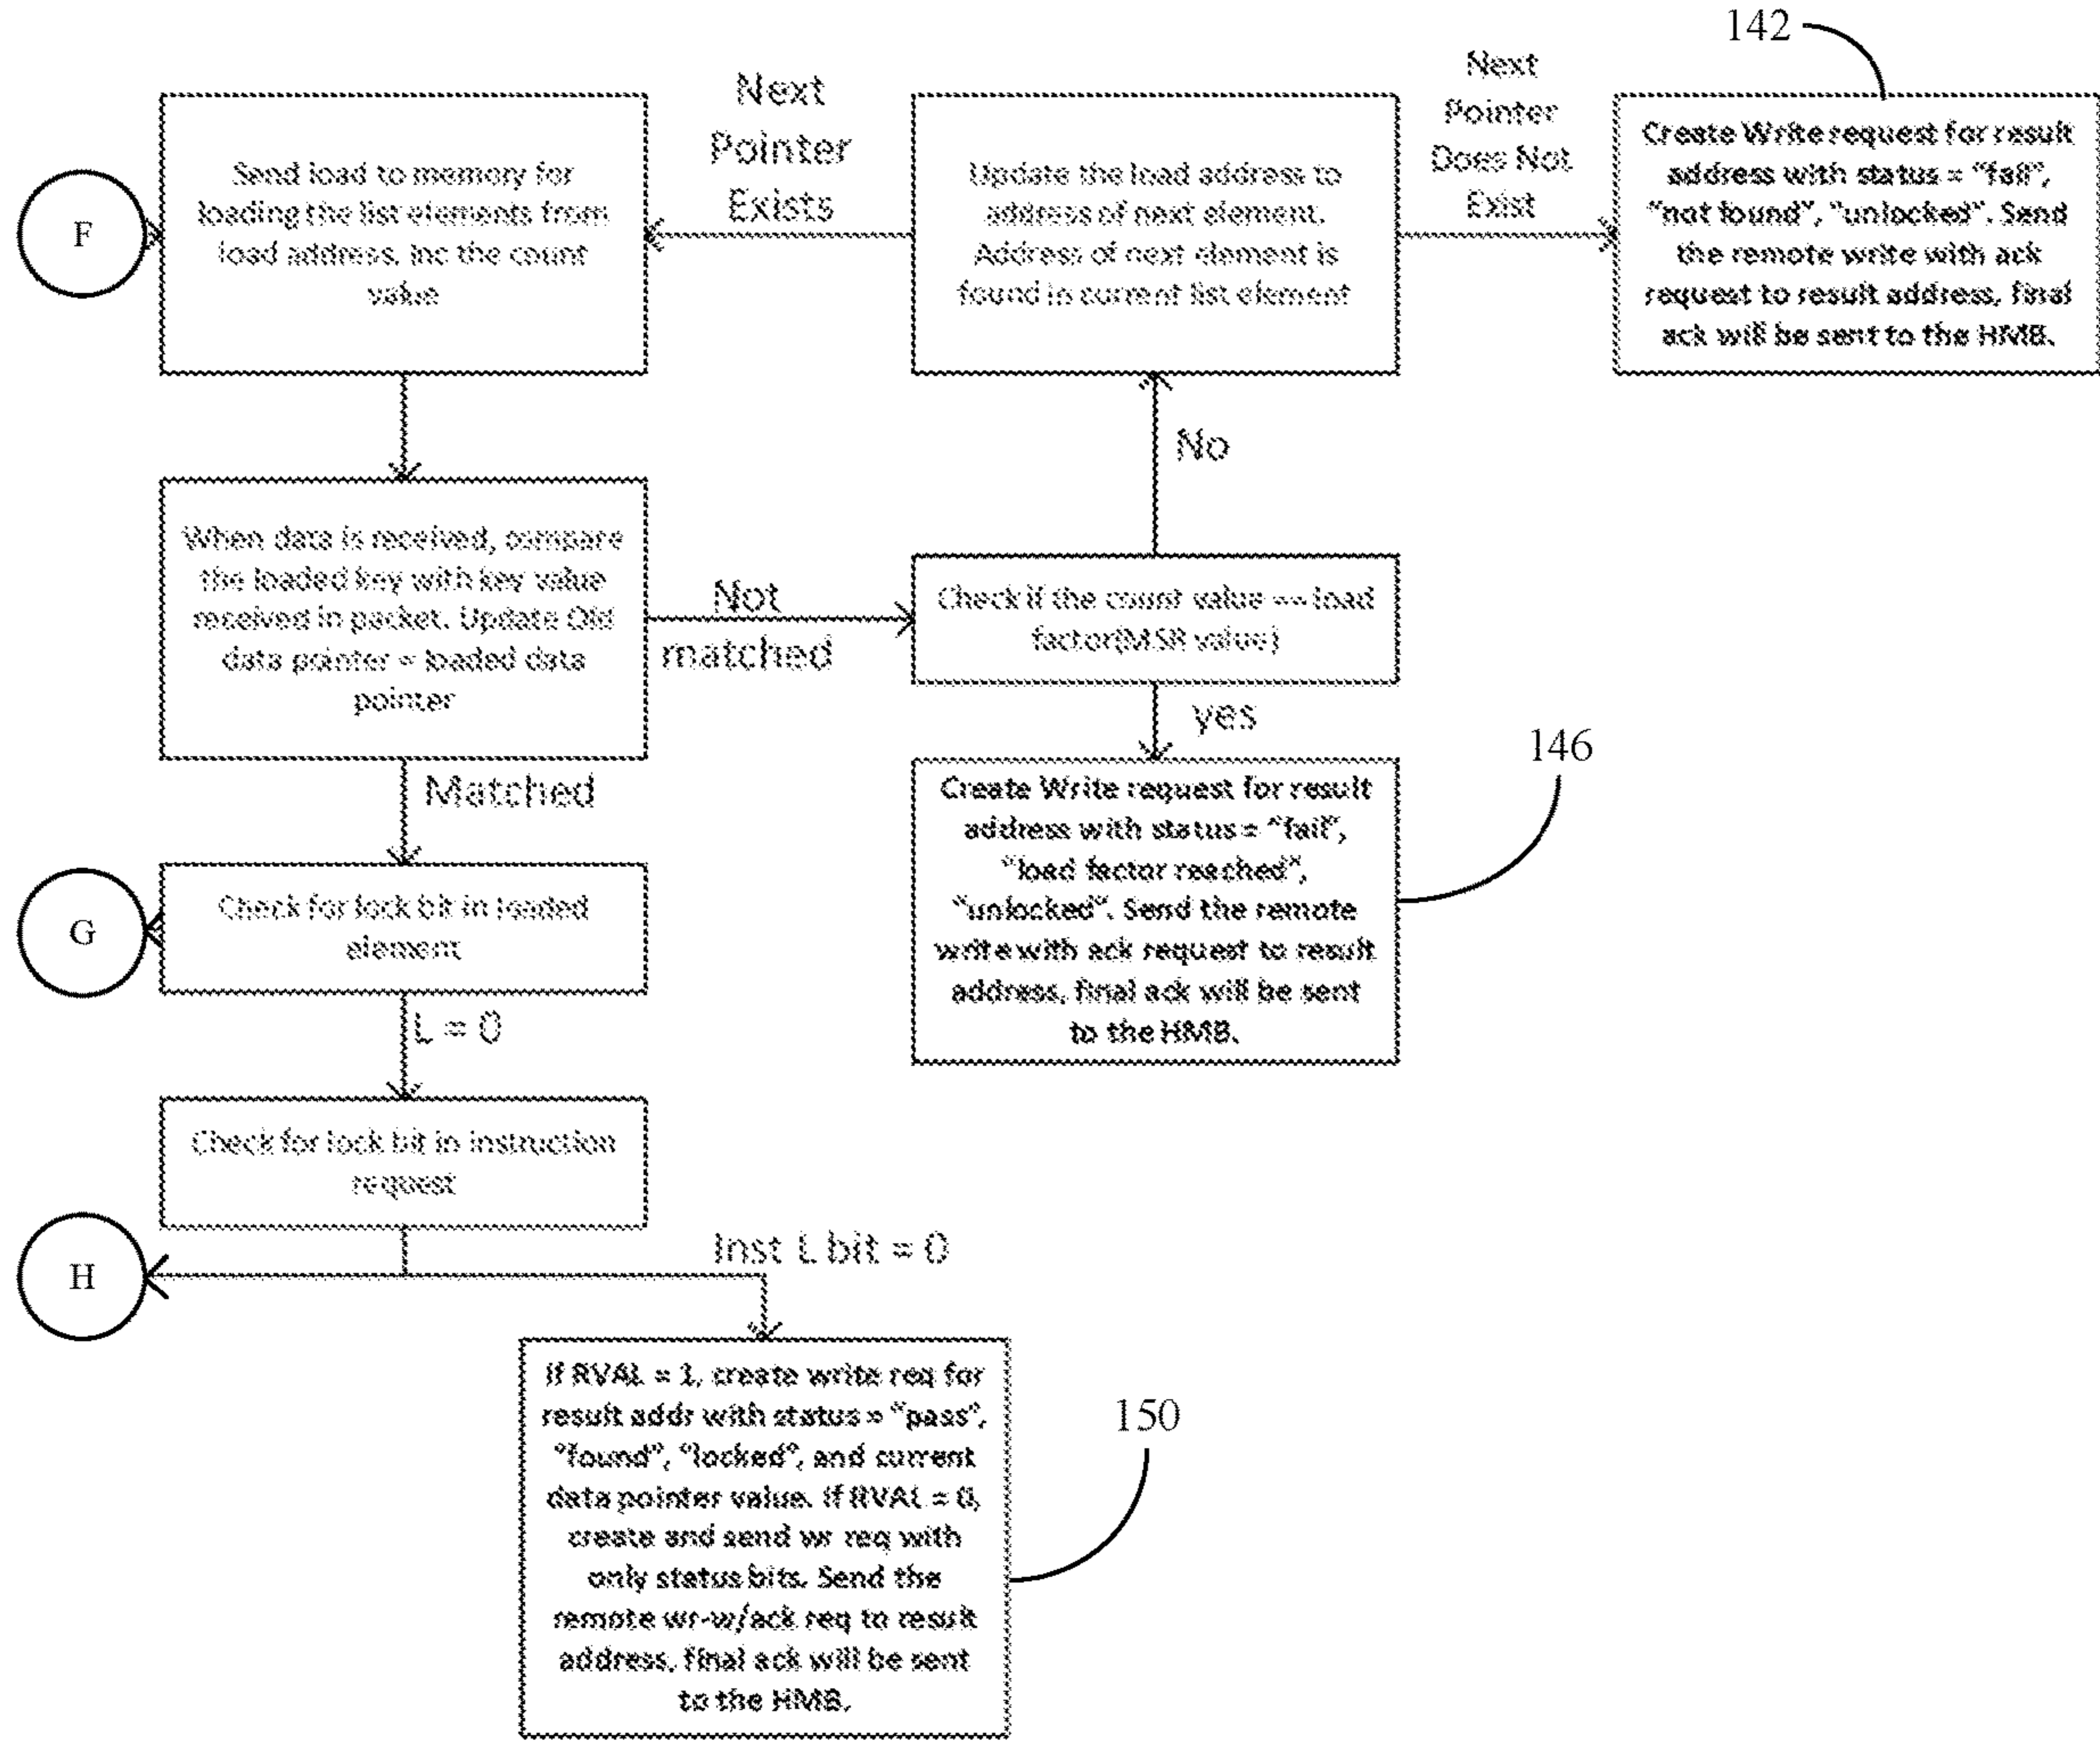 142
Next
Pointer
Exists
Next
Pointer
Does Not
Exist
F
Send load to memory for
loading the list elements from
load address. Inc the count
value
Update the load address to
address of next element.
Address of next element is
found in current list element
Create Write request for result
address with status = "fail",
"not found", "unlocked". Send
the remote write with ack
request to result address, final
ack will be sent to the HMB.
No
When data is received, compare
the loaded key with key value
received in packet. Update Old
data pointer = loaded data
pointer
Not
matched
Check if the count value == load
factor(MSR value)
yes
146
Matched
Create Write request for result
address with status = "fail",
"load factor reached",
"unlocked". Send the remote
write with ack request to result
address, final ack will be sent
to the HMB.
G
Check for lock bit in loaded
element
L = 0
Check for lock bit in instruction
request
H
Inst L bit = 0
If RVAL = 1, create write req for
result addr with status = "pass",
"found", "locked", and current
data pointer value. If RVAL = 0,
create and send wr req with
only status bits. Send the
remote wr-w/ack req to result
address, final ack will be sent
to the HMB.
150